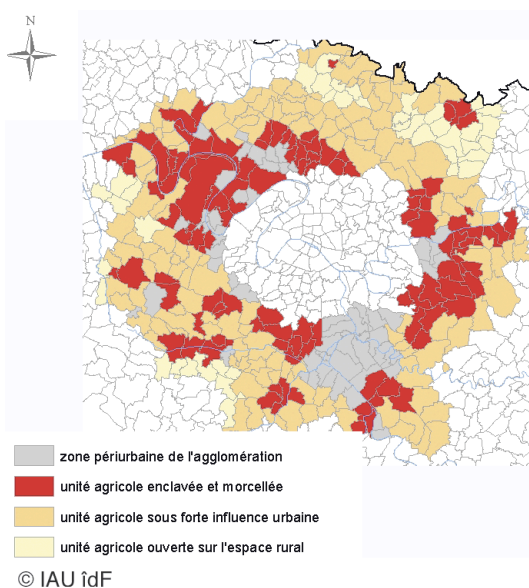 N
zone périurbaine de l'agglomération
unité agricole enclavée et morcellée
unité agricole sous forte influence urbaine
unité agricole ouverte sur l'espace rural
© IAU îdF